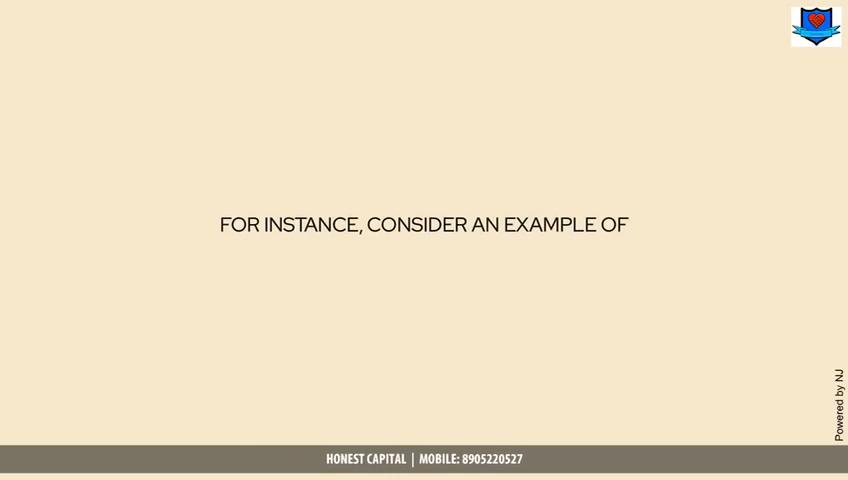 FOR INSTANCE, CONSIDER AN EXAMPLE OF
Powered by NJ
HONEST CAPITAL | MOBILE: 8905220527